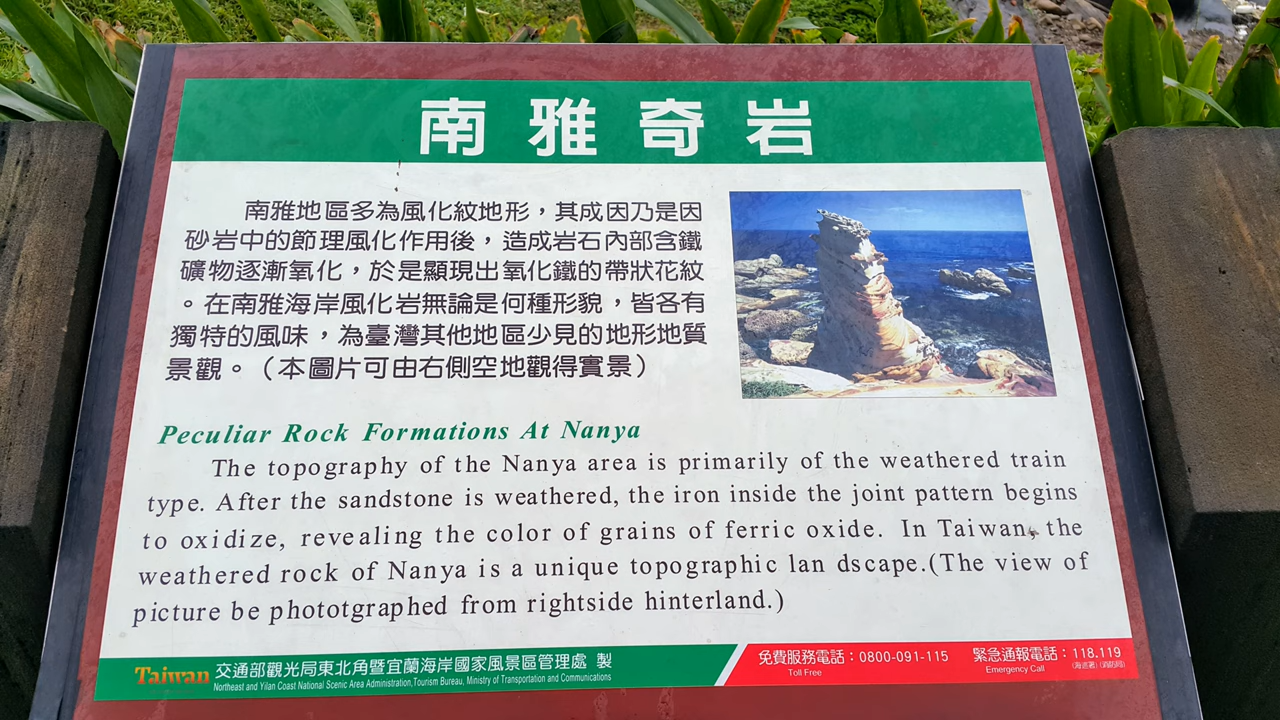 南雅奇岩
南雅地區多為風化紋地形，其成因乃是因
砂岩中的節理風化作用後，造成岩石內部含鐵
礦物逐漸氧化，於是顯現出氧化鐵的帶狀花紋
。在南雅海岸風化岩無論是何種形貌，皆各有
獨特的風味，為臺灣其他地區少見的地形地質
景觀。（本圖片可由右側空地觀得實景）
Peculiar Rock Formations At Nanya
The topography of the Nanya area is primarily of the weathered train
type. After the sandstone is weathered, the iron inside the joint pattern begins
to oxidize, revealing the color of grains of ferric oxide. In Taiwan, the
weathered rock of Nanya is a unique topographic lan dscape.(The view of
picture be phototgraphed from rightside hinterland.)
Taiwan 交通部觀光局東北角暨宜蘭海岸國家風景區管理處 製
Northeast and Yilan Coast National Scenic Area Administration,Tourism Bureau, Ministry of Transportation and Communications
免費服務電話：0800-091-115
Toll Free
緊急通報電話：118.119
Emergency Call (海巡署) (消防局)